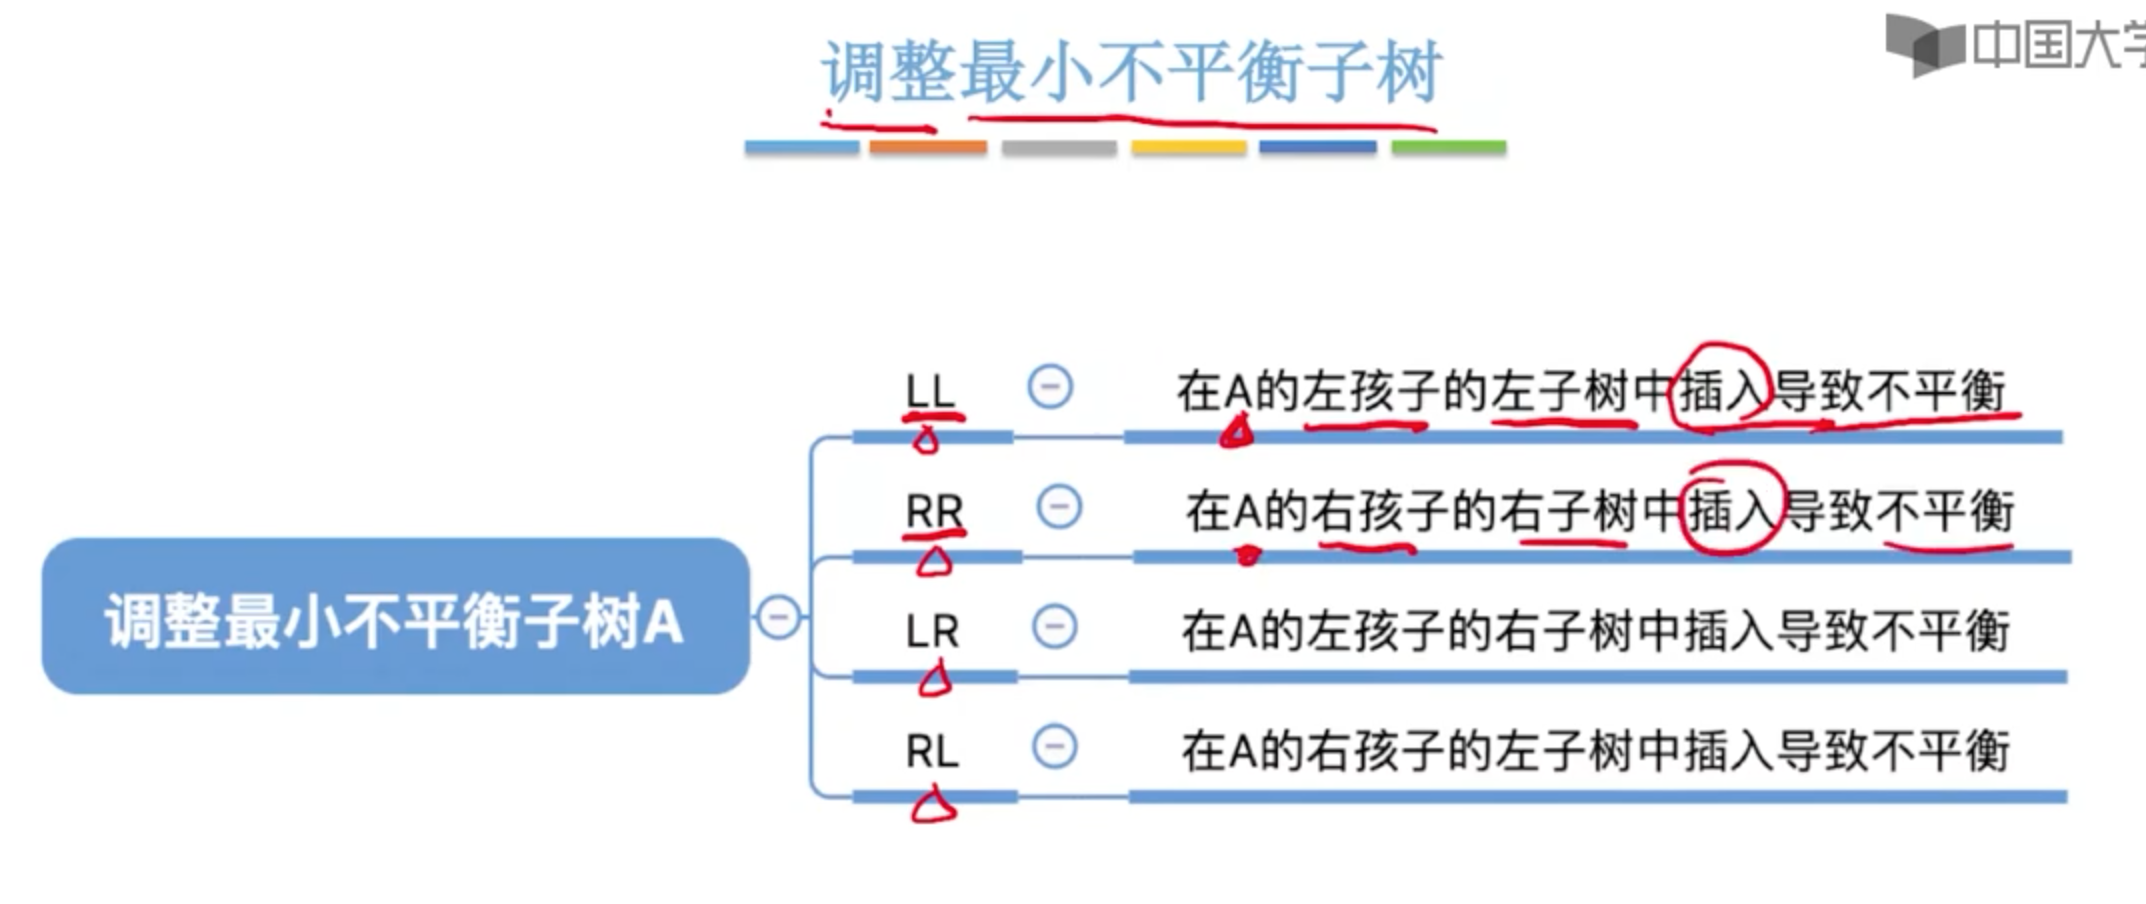 调整最小不平衡子树
中国大学
LL
在A的左孩子的左子树中插入导致不平衡
RR
在A的右孩子的右子树中插入导致不平衡
调整最小不平衡子树A
LR
在A的左孩子的右子树中插入导致不平衡
RL
在A的右孩子的左子树中插入导致不平衡